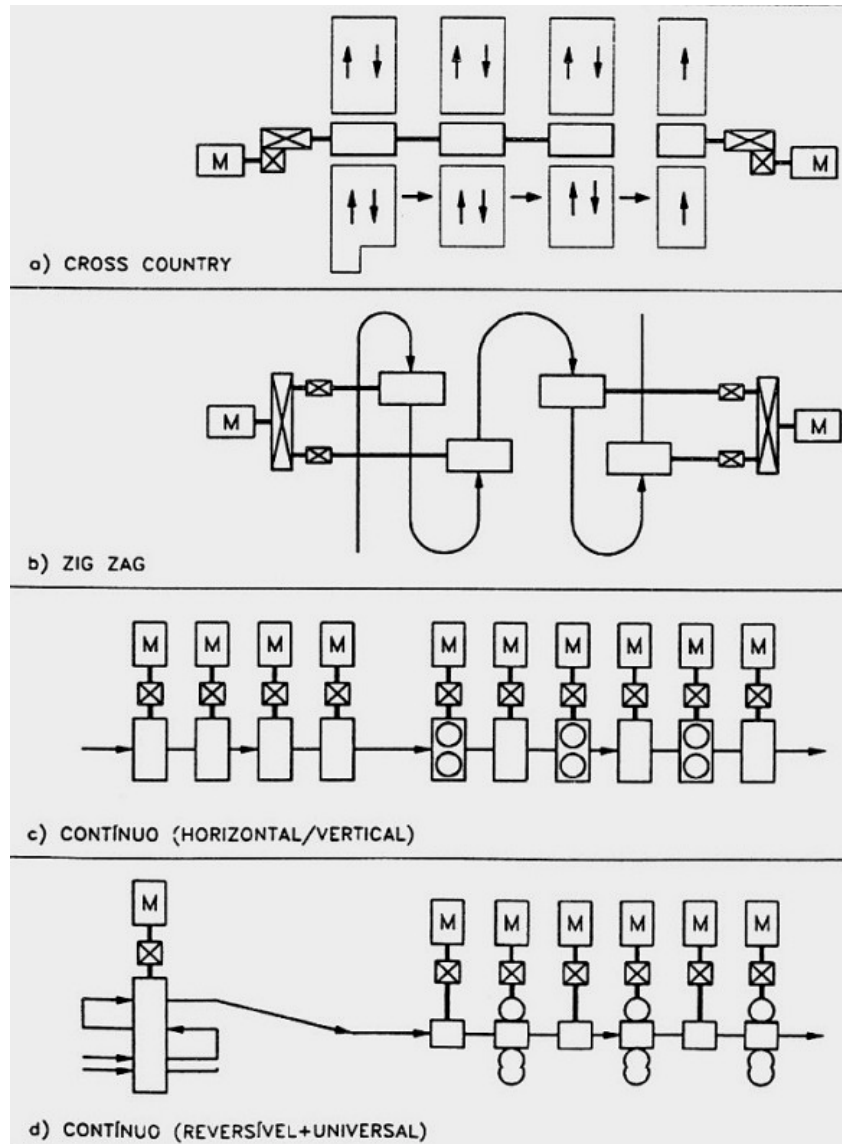 M
M
a) CROSS COUNTRY
M
M
b) ZIG ZAG
M M M M M M M M M M
c) CONTÍNUO (HORIZONTAL/VERTICAL)
M
M M M M M M
d) CONTÍNUO (REVERSÍVEL+UNIVERSAL)